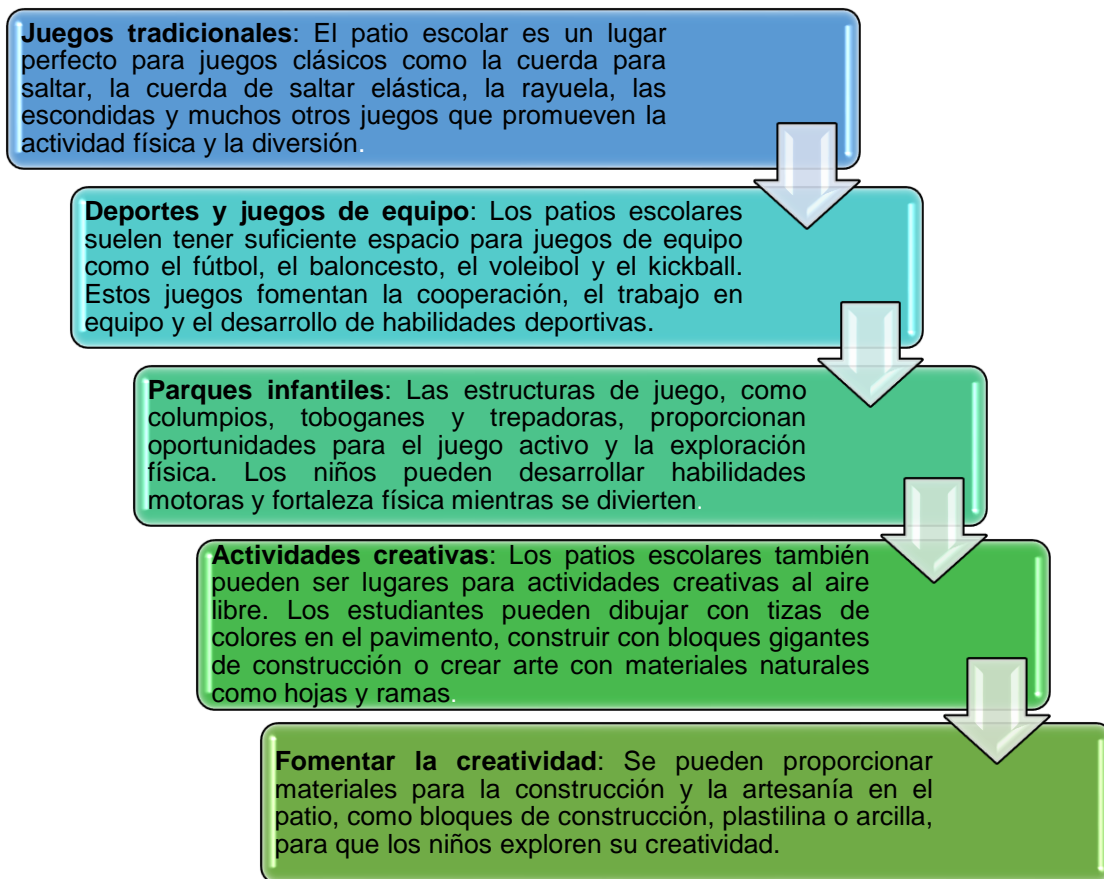 Juegos tradicionales: El patio escolar es un lugar
perfecto para juegos clásicos como la cuerda para
saltar, la cuerda de saltar elástica, la rayuela, las
escondidas y muchos otros juegos que promueven la
actividad física y la diversión.
Deportes y juegos de equipo: Los patios escolares
suelen tener suficiente espacio para juegos de equipo
como el fútbol, el baloncesto, el voleibol y el kickball.
Estos juegos fomentan la cooperación, el trabajo en
equipo y el desarrollo de habilidades deportivas.
Parques infantiles: Las estructuras de juego, como
columpios, toboganes y trepadoras, proporcionan
oportunidades para el juego activo y la exploración
física. Los niños pueden desarrollar habilidades
motoras y fortaleza física mientras se divierten.
Actividades creativas: Los patios escolares también
pueden ser lugares para actividades creativas al aire
libre. Los estudiantes pueden dibujar con tizas de
colores en el pavimento, construir con bloques gigantes
de construcción o crear arte con materiales naturales
como hojas y ramas.
Fomentar la creatividad: Se pueden proporcionar
materiales para la construcción y la artesanía en el
patio, como bloques de construcción, plastilina o arcilla,
para que los niños exploren su creatividad.